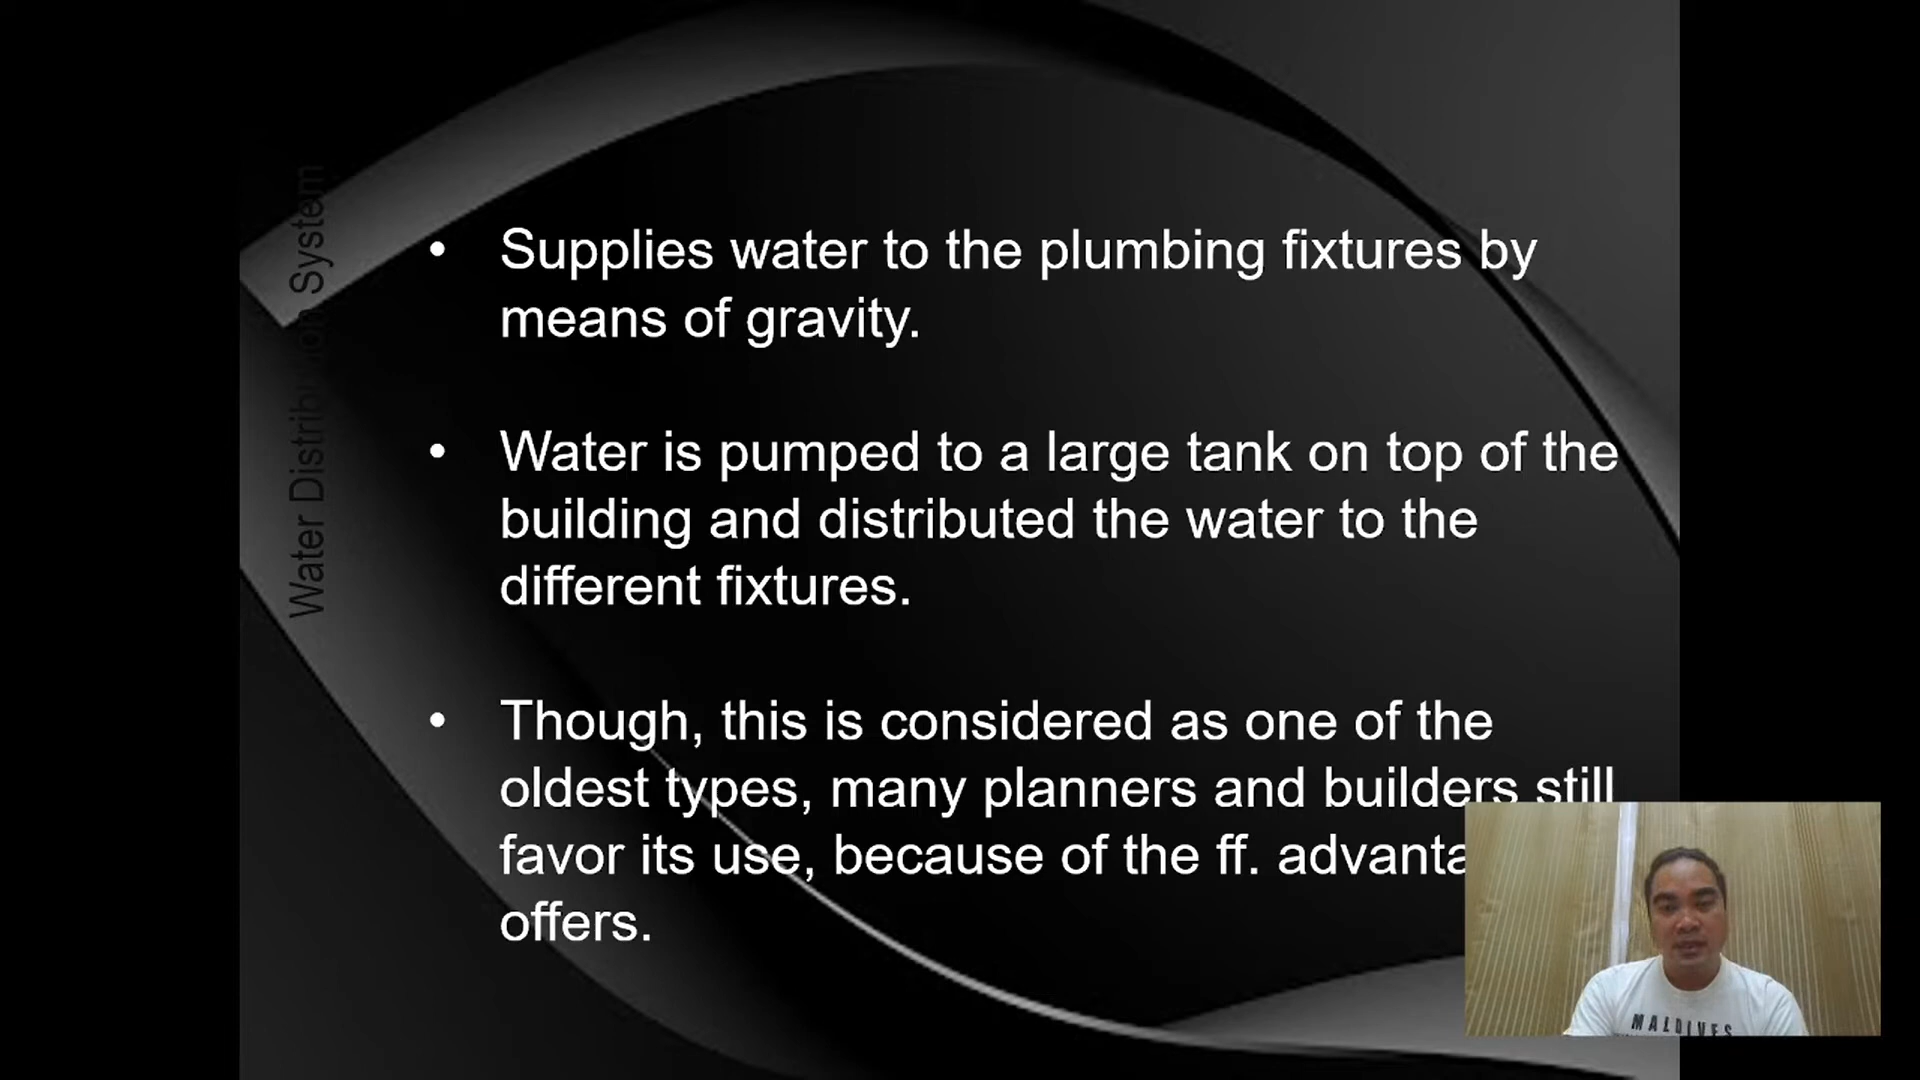 Water Distribution System
• Supplies water to the plumbing fixtures by
means of gravity.
• Water is pumped to a large tank on top of the
building and distributed the water to the
different fixtures.
• Though, this is considered as one of the
oldest types, many planners and builders still
favor its use, because of the ff.
offers.
MALDIVES